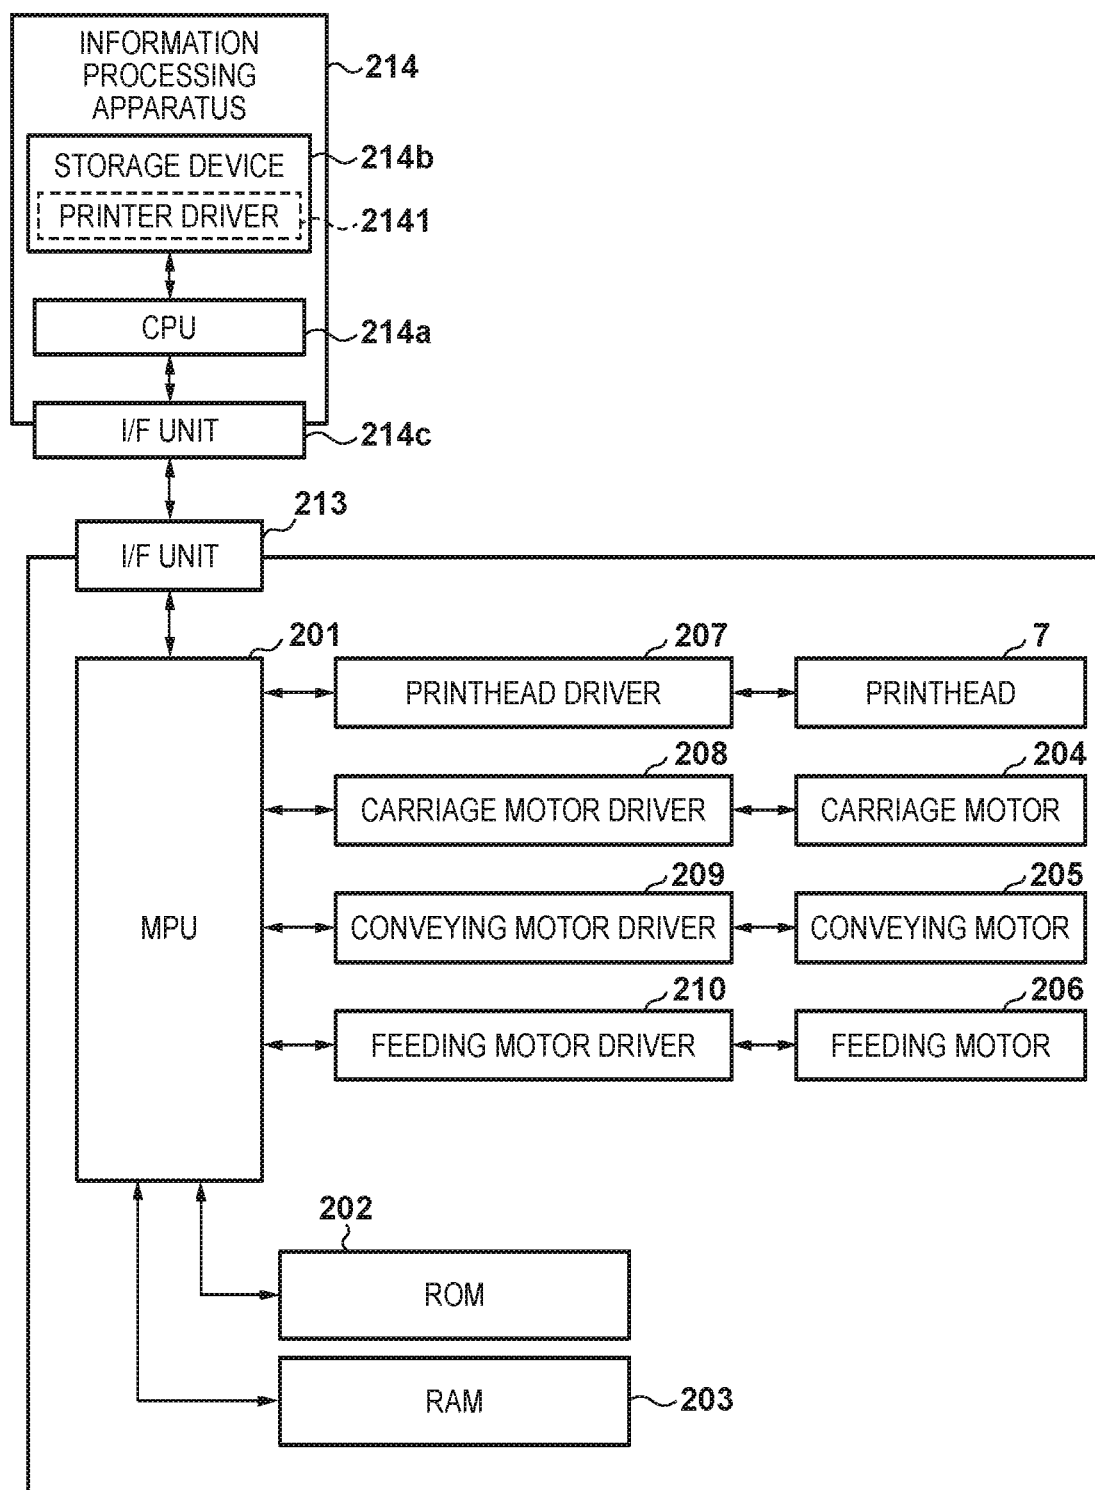 INFORMATION
PROCESSING
APPARATUS
214
STORAGE DEVICE
214b
PRINTER DRIVER
2141
CPU
214a
I/F UNIT
214c
213
I/F UNIT
201
207
7
PRINTHEAD DRIVER
PRINTHEAD
208
204
CARRIAGE MOTOR DRIVER
CARRIAGE MOTOR
209
205
MPU
CONVEYING MOTOR DRIVER
CONVEYING MOTOR
210
206
FEEDING MOTOR DRIVER
FEEDING MOTOR
202
ROM
RAM
203